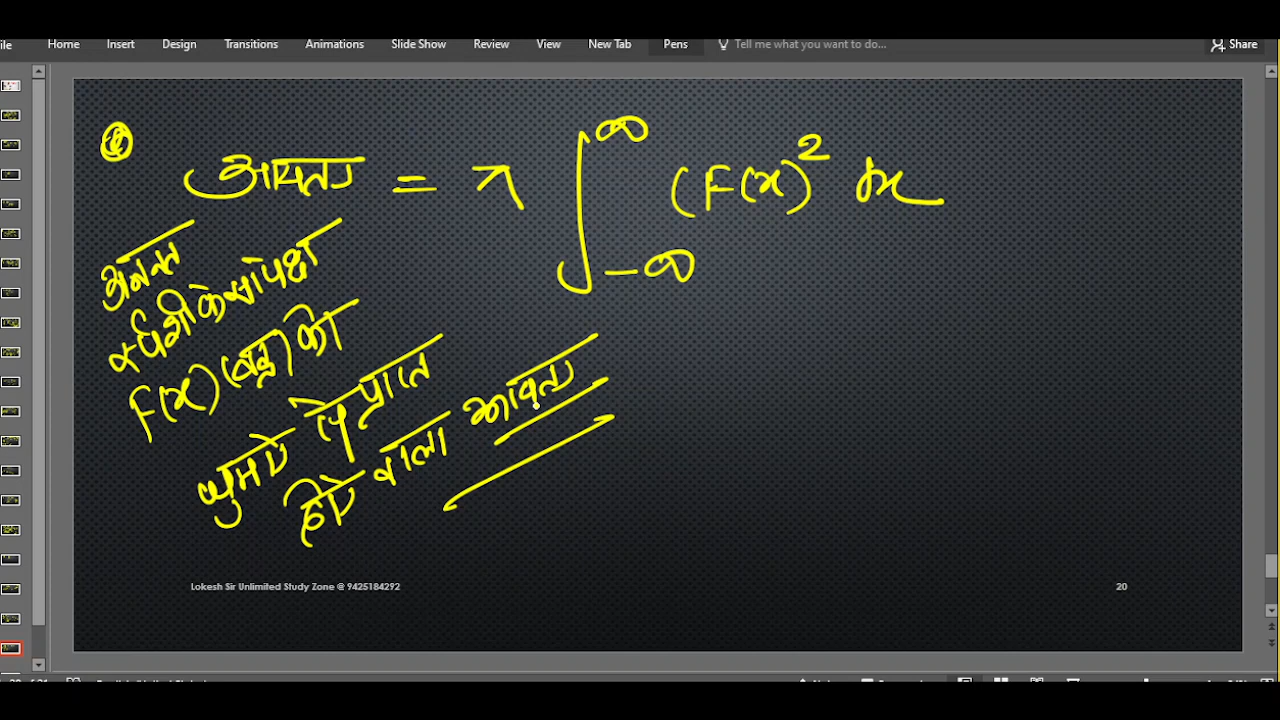 File Home Insert Design Transitions Animations Slide Show Review View New Tab Pens Tell me what you want to do... Share
आयतन = π ∫_{-∞}^{∞} (F(x)² dx
अनन्त
स्पर्शी के सापेक्ष
F(x) (वक्र) को
घुमाने से प्राप्त
होने वाला आयतन
Lokesh Sir Unlimited Study Zone @ 9425184292 20